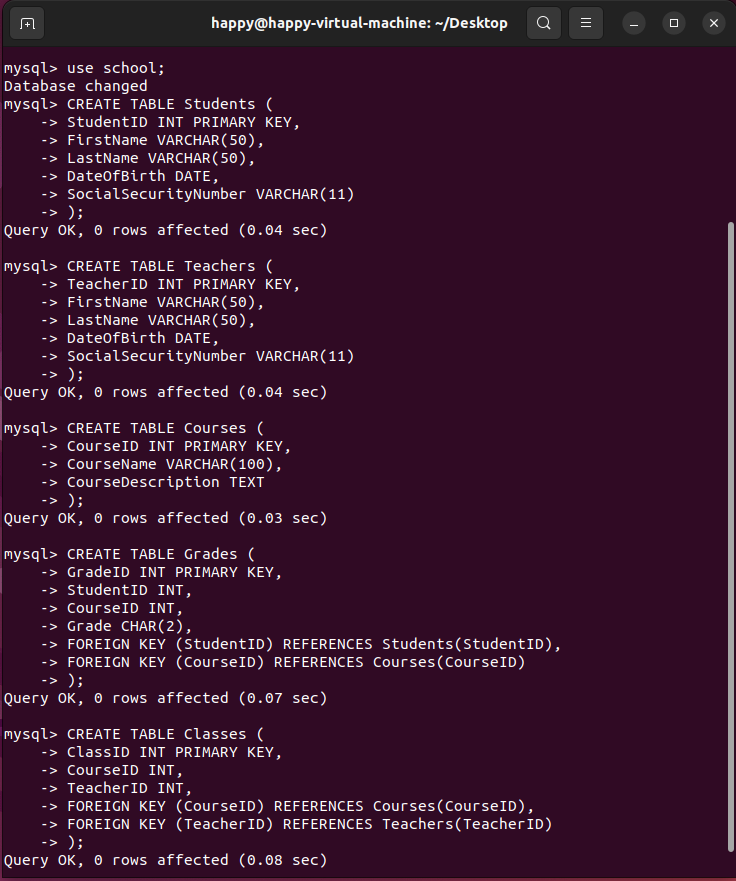 happy@happy-virtual-machine: ~/Desktop
mysql> use school;
Database changed
mysql> CREATE TABLE Students (
    -> StudentID INT PRIMARY KEY,
    -> FirstName VARCHAR(50),
    -> LastName VARCHAR(50),
    -> DateOfBirth DATE,
    -> SocialSecurityNumber VARCHAR(11)
    -> );
Query OK, 0 rows affected (0.04 sec)

mysql> CREATE TABLE Teachers (
    -> TeacherID INT PRIMARY KEY,
    -> FirstName VARCHAR(50),
    -> LastName VARCHAR(50),
    -> DateOfBirth DATE,
    -> SocialSecurityNumber VARCHAR(11)
    -> );
Query OK, 0 rows affected (0.04 sec)

mysql> CREATE TABLE Courses (
    -> CourseID INT PRIMARY KEY,
    -> CourseName VARCHAR(100),
    -> CourseDescription TEXT
    -> );
Query OK, 0 rows affected (0.03 sec)

mysql> CREATE TABLE Grades (
    -> GradeID INT PRIMARY KEY,
    -> StudentID INT,
    -> CourseID INT,
    -> Grade CHAR(2),
    -> FOREIGN KEY (StudentID) REFERENCES Students(StudentID),
    -> FOREIGN KEY (CourseID) REFERENCES Courses(CourseID)
    -> );
Query OK, 0 rows affected (0.07 sec)

mysql> CREATE TABLE Classes (
    -> ClassID INT PRIMARY KEY,
    -> CourseID INT,
    -> TeacherID INT,
    -> FOREIGN KEY (CourseID) REFERENCES Courses(CourseID),
    -> FOREIGN KEY (TeacherID) REFERENCES Teachers(TeacherID)
    -> );
Query OK, 0 rows affected (0.08 sec)